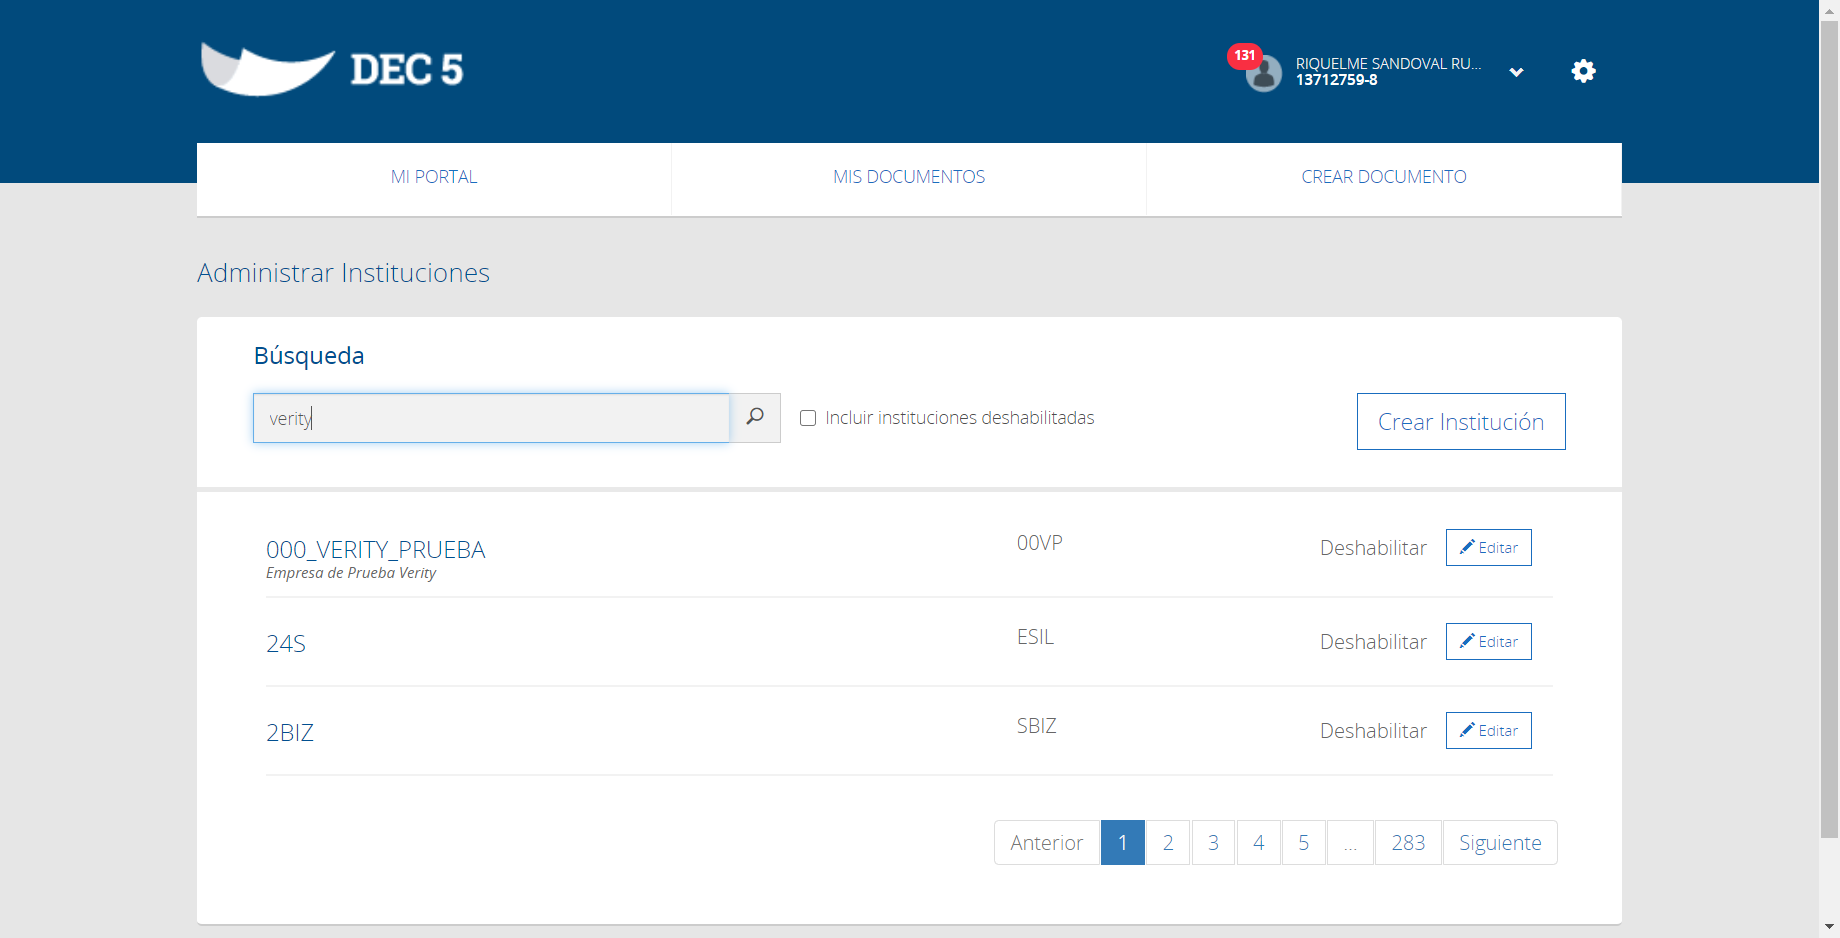 DEC 5
131
RIQUELME SANDOVAL RU...
13712759-8
MI PORTAL
MIS DOCUMENTOS
CREAR DOCUMENTO
Administrar Instituciones
Búsqueda
verity
Incluir instituciones deshabilitadas
Crear Institución
000_VERITY_PRUEBA
00VP
Deshabilitar
Editar
Empresa de Prueba Verity
24S
ESIL
Deshabilitar
Editar
2BIZ
SBIZ
Deshabilitar
Editar
Anterior 1 2 3 4 5 ... 283 Siguiente